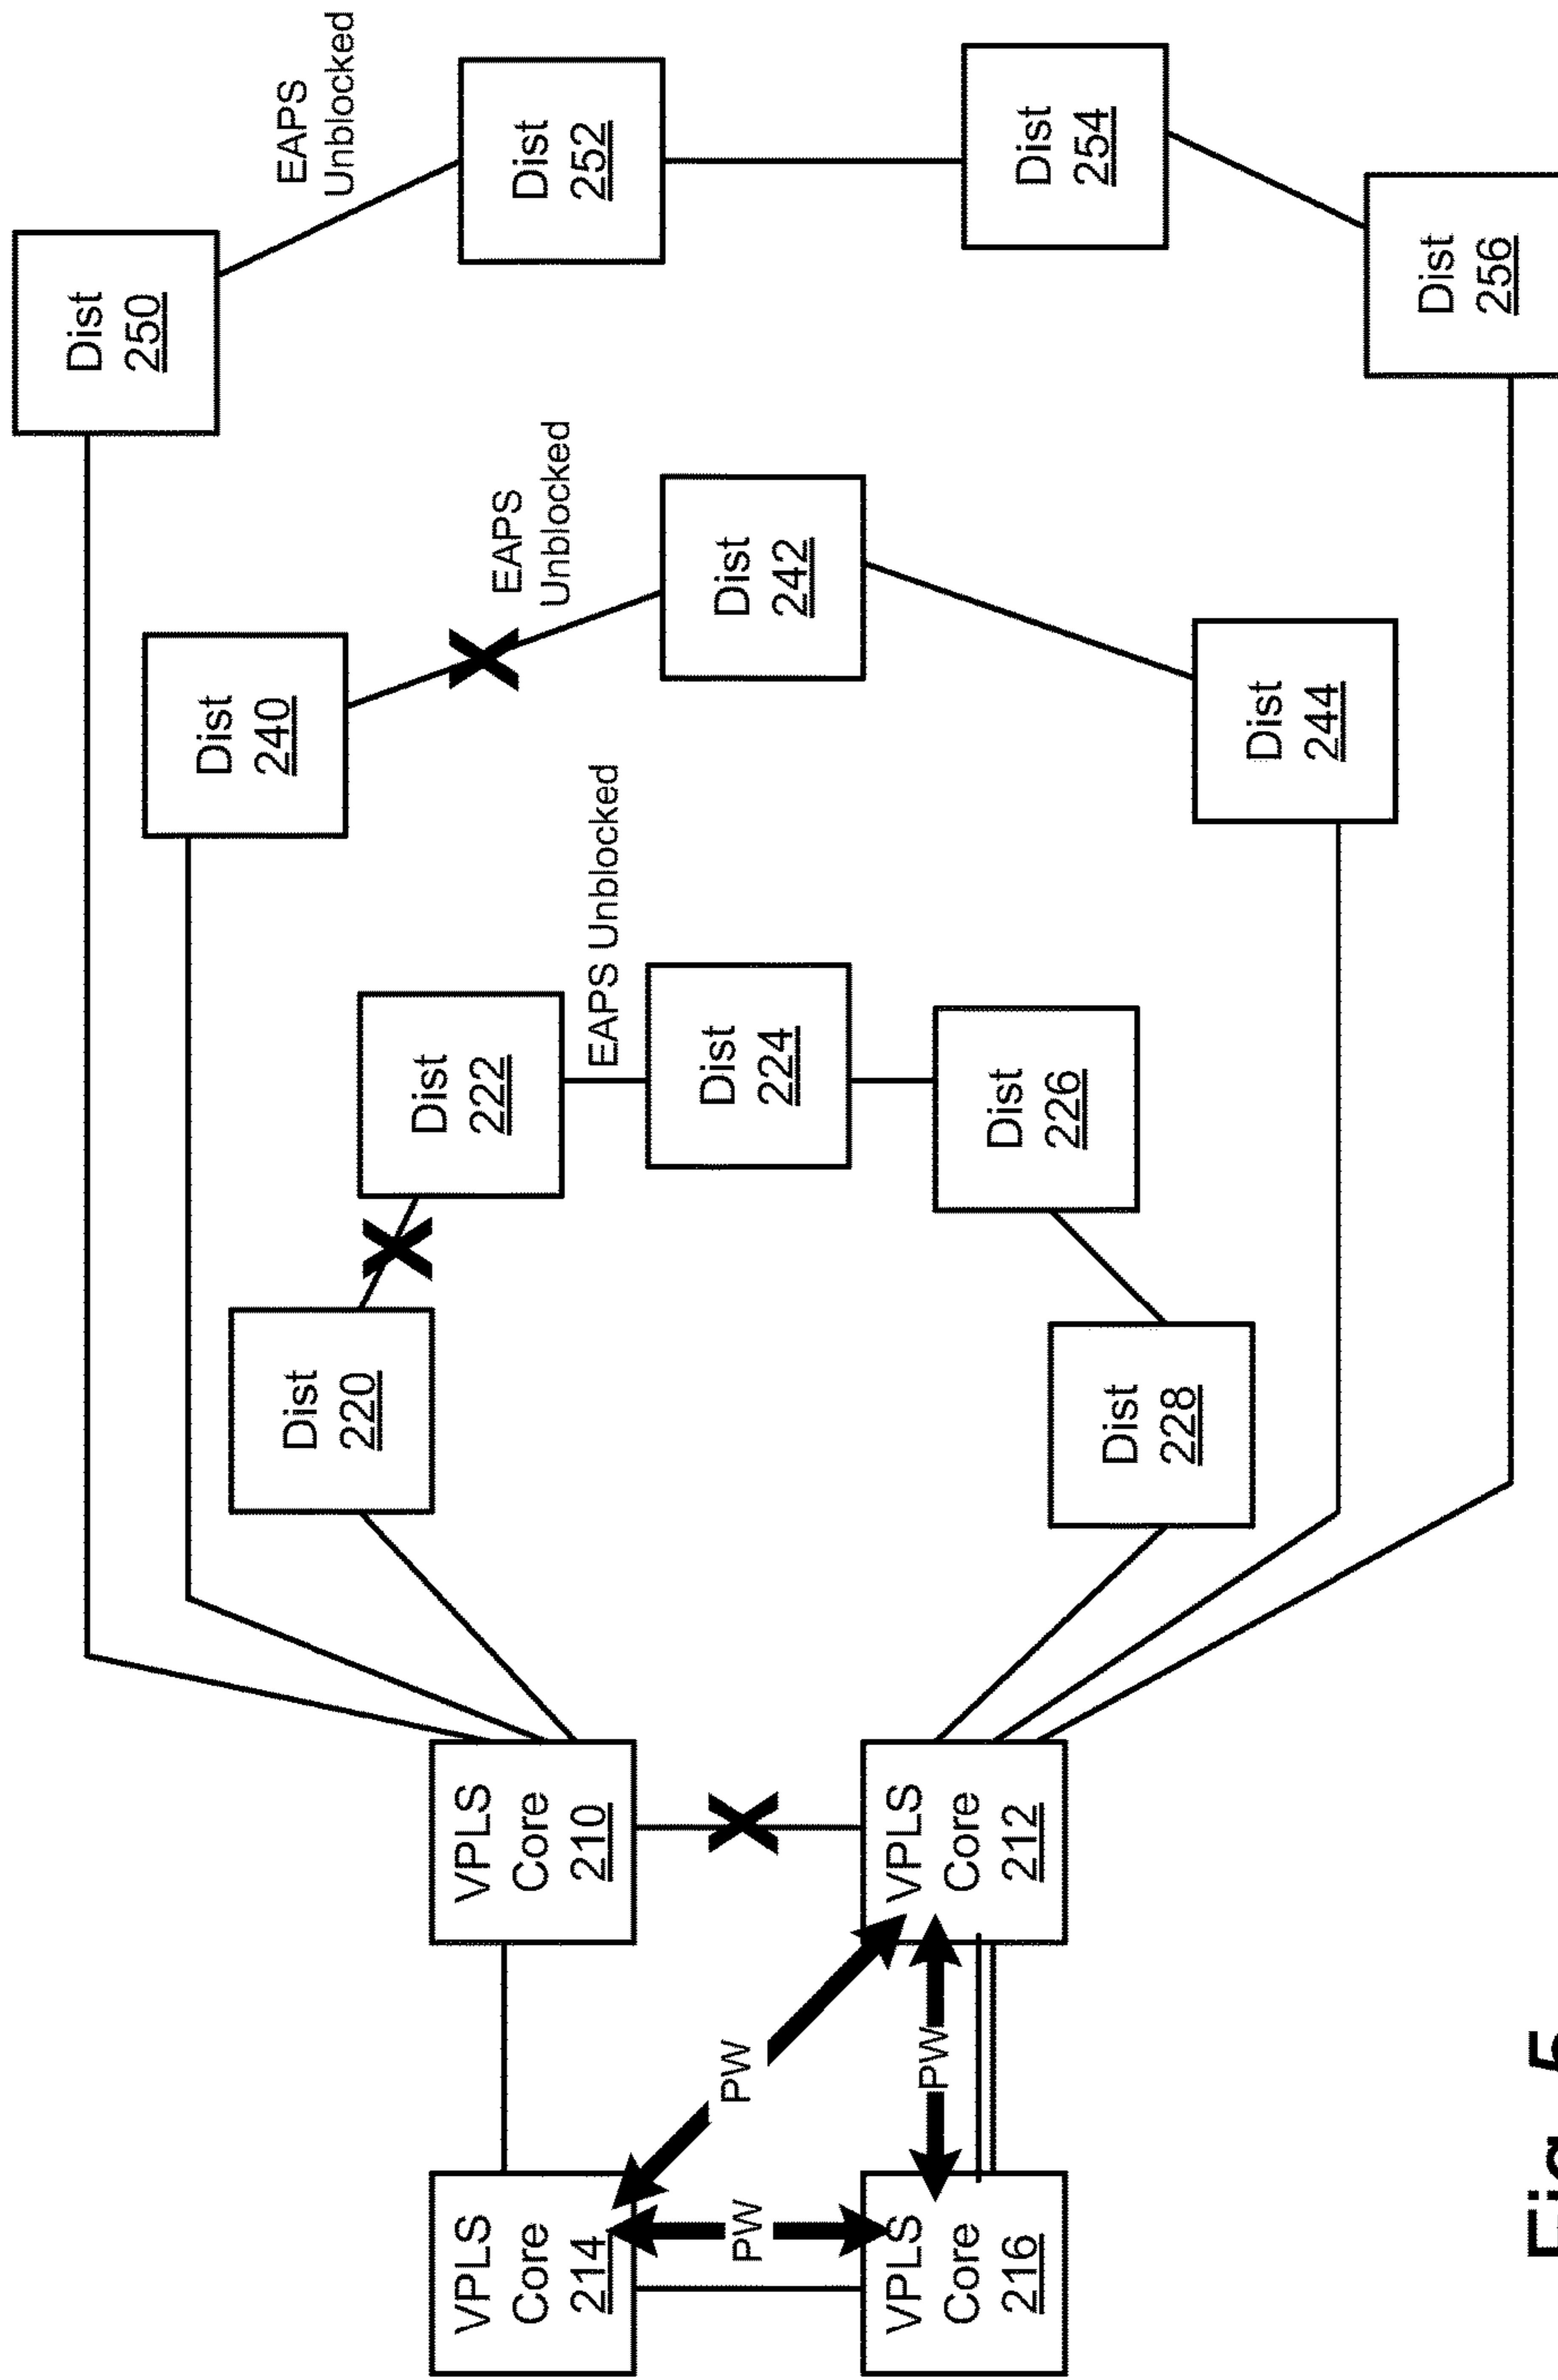 Dist
250
Dist
240
EAPS
Unblocked
Dist
220
Dist
222
VPLS
Core
214
VPLS
Core
210
EAPS
Unblocked
Dist
252
EAPS Unblocked
Dist
224
Dist
242
PW
PW
VPLS
Core
216
PW
VPLS
Core
212
Dist
226
Dist
254
Dist
228
Dist
244
Dist
256
Fig. 5